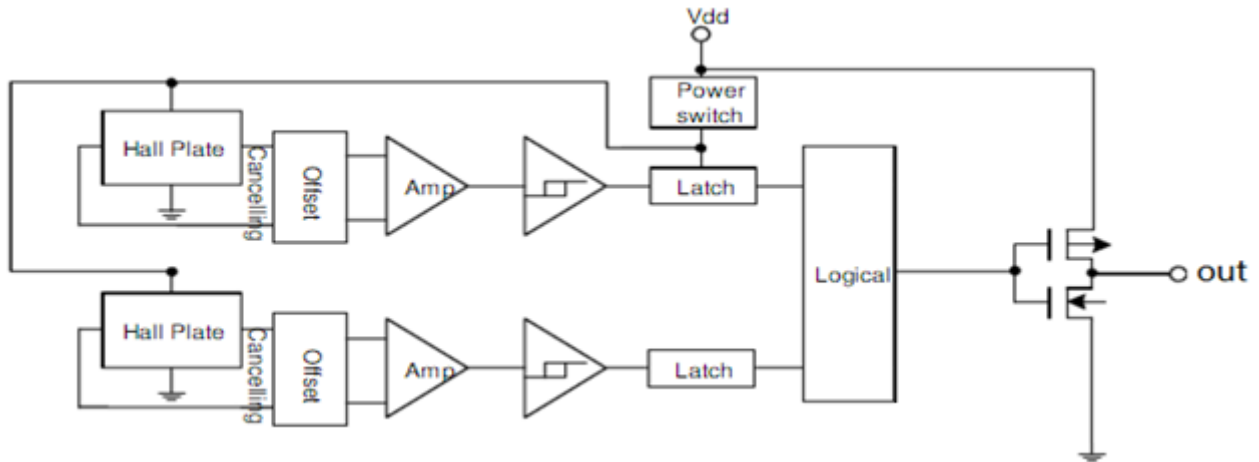 Vdd
Power
switch
Hall Plate
Cancelling
Offset
Amp
Latch
Logical
out
Hall Plate
Cancelling
Offset
Amp
Latch